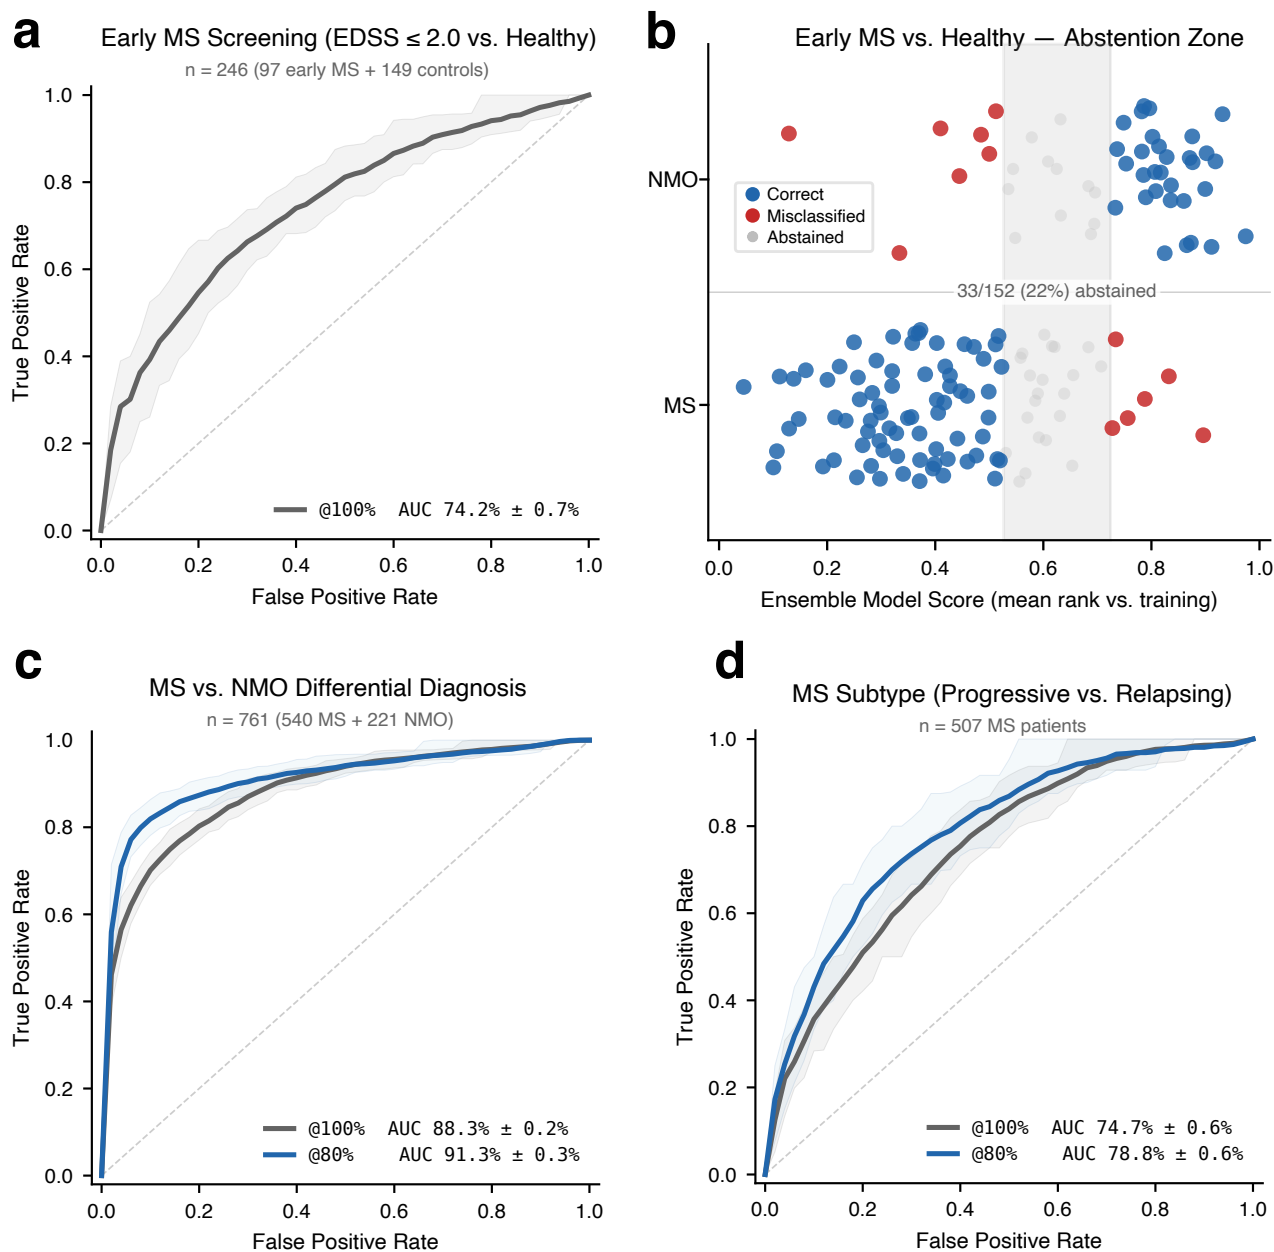 a
Early MS Screening (EDSS ≤ 2.0 vs. Healthy)
n = 246 (97 early MS + 149 controls)
True Positive Rate
1.0
0.8
0.6
0.4
0.2
0.0
@100% AUC 74.2% ± 0.7%
0.0 0.2 0.4 0.6 0.8 1.0
False Positive Rate
b
Early MS vs. Healthy — Abstention Zone
NMO
MS
Correct
Misclassified
Abstained
33/152 (22%) abstained
0.0 0.2 0.4 0.6 0.8 1.0
Ensemble Model Score (mean rank vs. training)
c
MS vs. NMO Differential Diagnosis
n = 761 (540 MS + 221 NMO)
True Positive Rate
1.0
0.8
0.6
0.4
0.2
0.0
@100% AUC 88.3% ± 0.2%
@80% AUC 91.3% ± 0.3%
0.0 0.2 0.4 0.6 0.8 1.0
False Positive Rate
d
MS Subtype (Progressive vs. Relapsing)
n = 507 MS patients
True Positive Rate
1.0
0.8
0.6
0.4
0.2
0.0
@100% AUC 74.7% ± 0.6%
@80% AUC 78.8% ± 0.6%
0.0 0.2 0.4 0.6 0.8 1.0
False Positive Rate